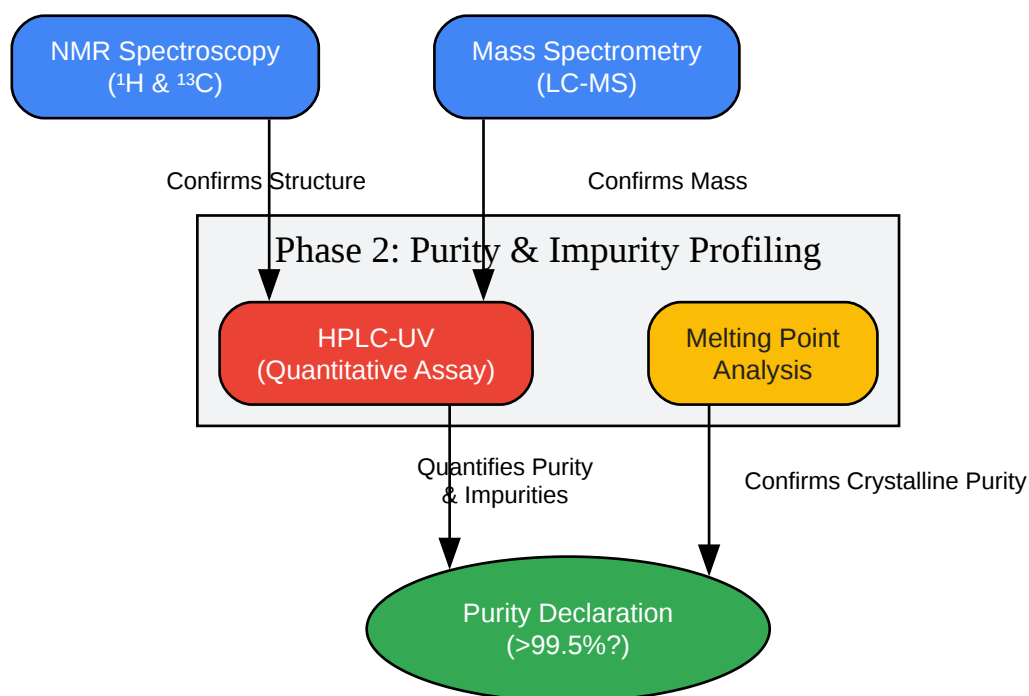 NMR Spectroscopy
(¹H & ¹³C)
Mass Spectrometry
(LC-MS)
Confirms Structure
Confirms Mass
Phase 2: Purity & Impurity Profiling
HPLC-UV
(Quantitative Assay)
Melting Point
Analysis
Quantifies Purity
& Impurities
Confirms Crystalline Purity
Purity Declaration
(>99.5%?)